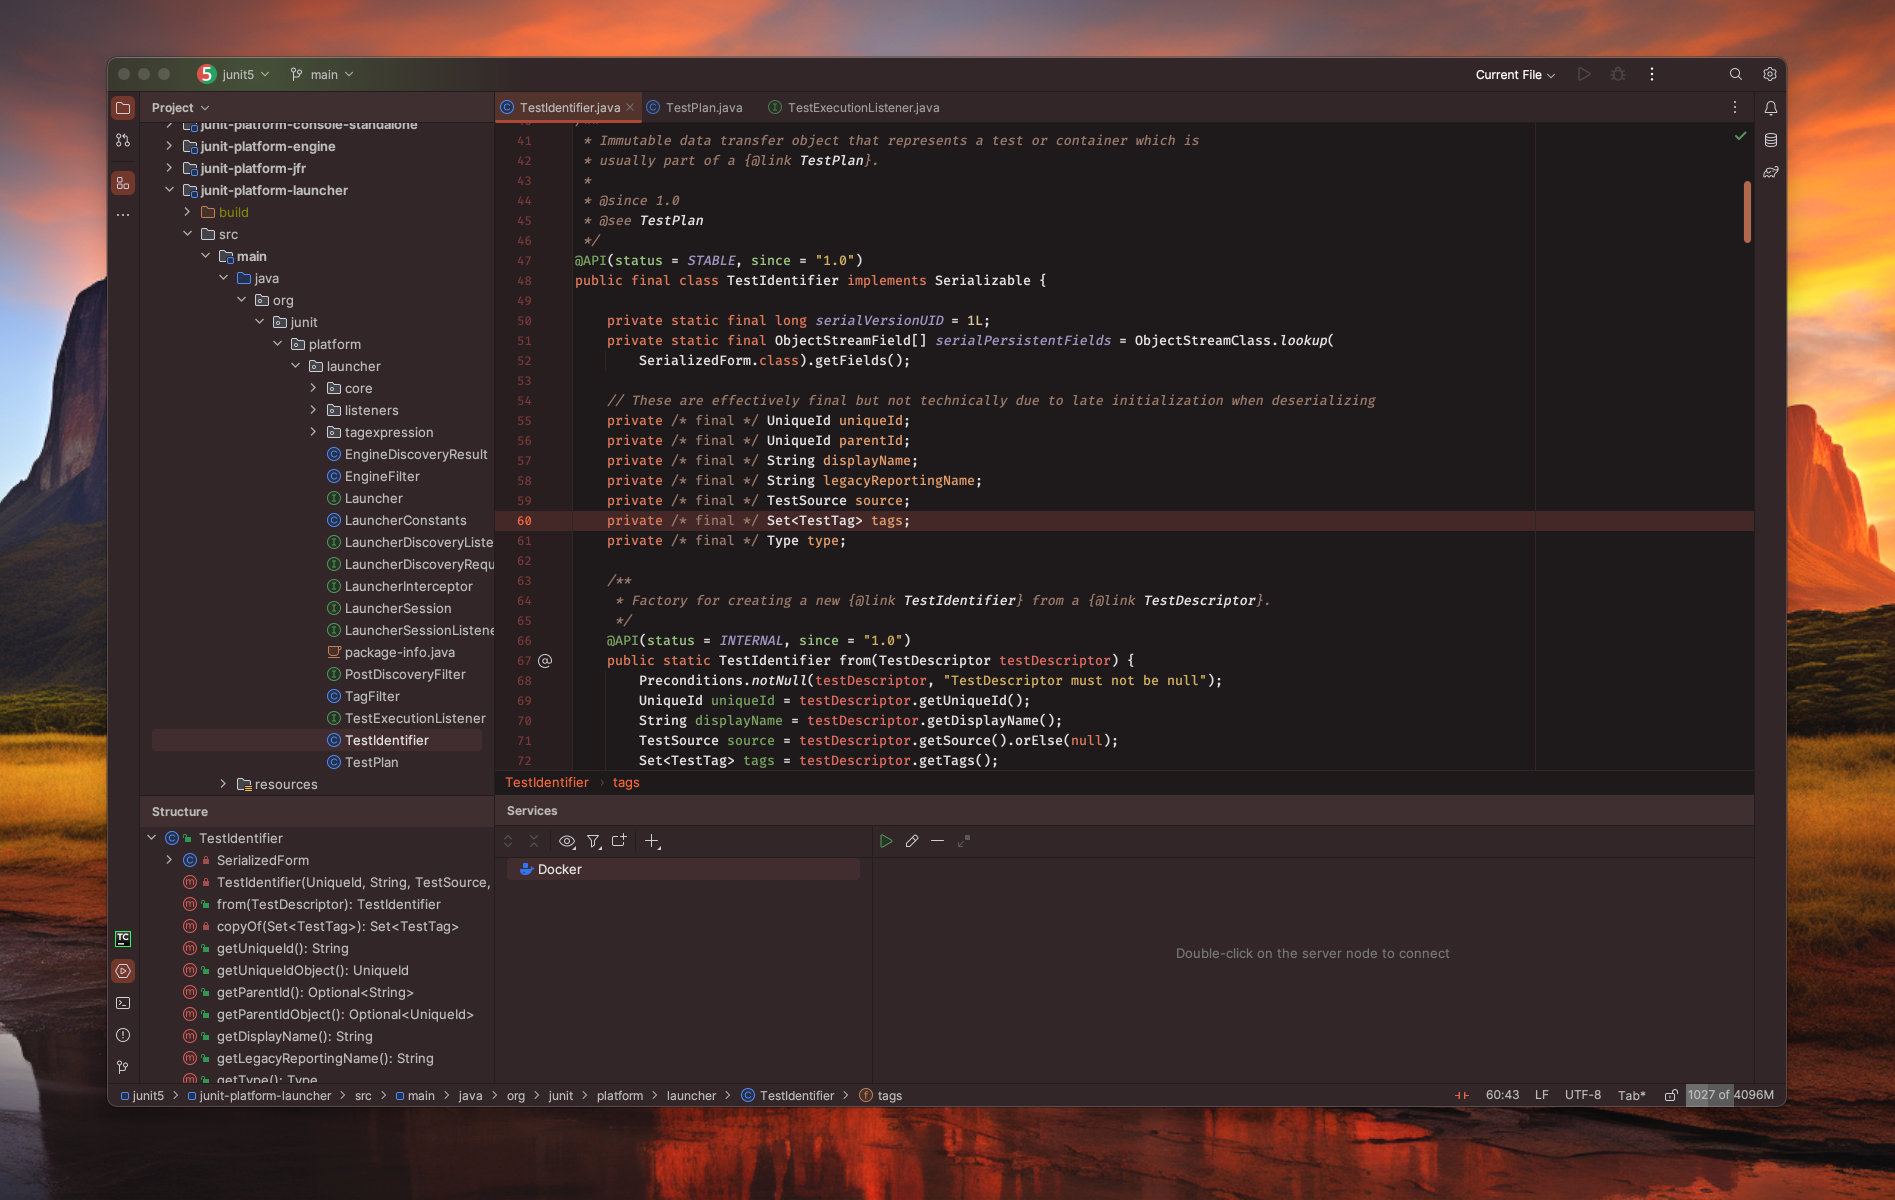 5 junit5 main
Current File
Project
TestIdentifier.java TestPlan.java TestExecutionListener.java
junit-platform-console-standalone
junit-platform-engine
junit-platform-jfr
junit-platform-launcher
build
src
main
java
org
junit
platform
launcher
core
listeners
tagexpression
EngineDiscoveryResult
EngineFilter
Launcher
LauncherConstants
LauncherDiscoveryListe
LauncherDiscoveryRequ
LauncherInterceptor
LauncherSession
LauncherSessionListene
package-info.java
PostDiscoveryFilter
TagFilter
TestExecutionListener
TestIdentifier
TestPlan
resources
41 * Immutable data transfer object that represents a test or container which is
42 * usually part of a {@link TestPlan}.
43 *
44 * @since 1.0
45 * @see TestPlan
46 */
47 @API(status = STABLE, since = "1.0")
48 public final class TestIdentifier implements Serializable {
49
50 private static final long serialVersionUID = 1L;
51 private static final ObjectStreamField[] serialPersistentFields = ObjectStreamClass.lookup(
52 SerializedForm.class).getFields();
53
54 // These are effectively final but not technically due to late initialization when deserializing
55 private /* final */ UniqueId uniqueId;
56 private /* final */ UniqueId parentId;
57 private /* final */ String displayName;
58 private /* final */ String legacyReportingName;
59 private /* final */ TestSource source;
60 private /* final */ Set<TestTag> tags;
61 private /* final */ Type type;
62
63 /**
64 * Factory for creating a new {@link TestIdentifier} from a {@link TestDescriptor}.
65 */
66 @API(status = INTERNAL, since = "1.0")
67 @ public static TestIdentifier from(TestDescriptor testDescriptor) {
68 Preconditions.notNull(testDescriptor, "TestDescriptor must not be null");
69 UniqueId uniqueId = testDescriptor.getUniqueId();
70 String displayName = testDescriptor.getDisplayName();
71 TestSource source = testDescriptor.getSource().orElse(null);
72 Set<TestTag> tags = testDescriptor.getTags();
TestIdentifier › tags
Structure
TestIdentifier
SerializedForm
TestIdentifier(UniqueId, String, TestSource,
from(TestDescriptor): TestIdentifier
copyOf(Set<TestTag>): Set<TestTag>
getUniqueId(): String
getUniqueIdObject(): UniqueId
getParentId(): Optional<String>
getParentIdObject(): Optional<UniqueId>
getDisplayName(): String
getLegacyReportingName(): String
getType(): Type
Services
Docker
Double-click on the server node to connect
TC
junit5 > junit-platform-launcher > src > main > java > org > junit > platform > launcher > TestIdentifier > tags
60:43 LF UTF-8 Tab* 1027 of 4096M